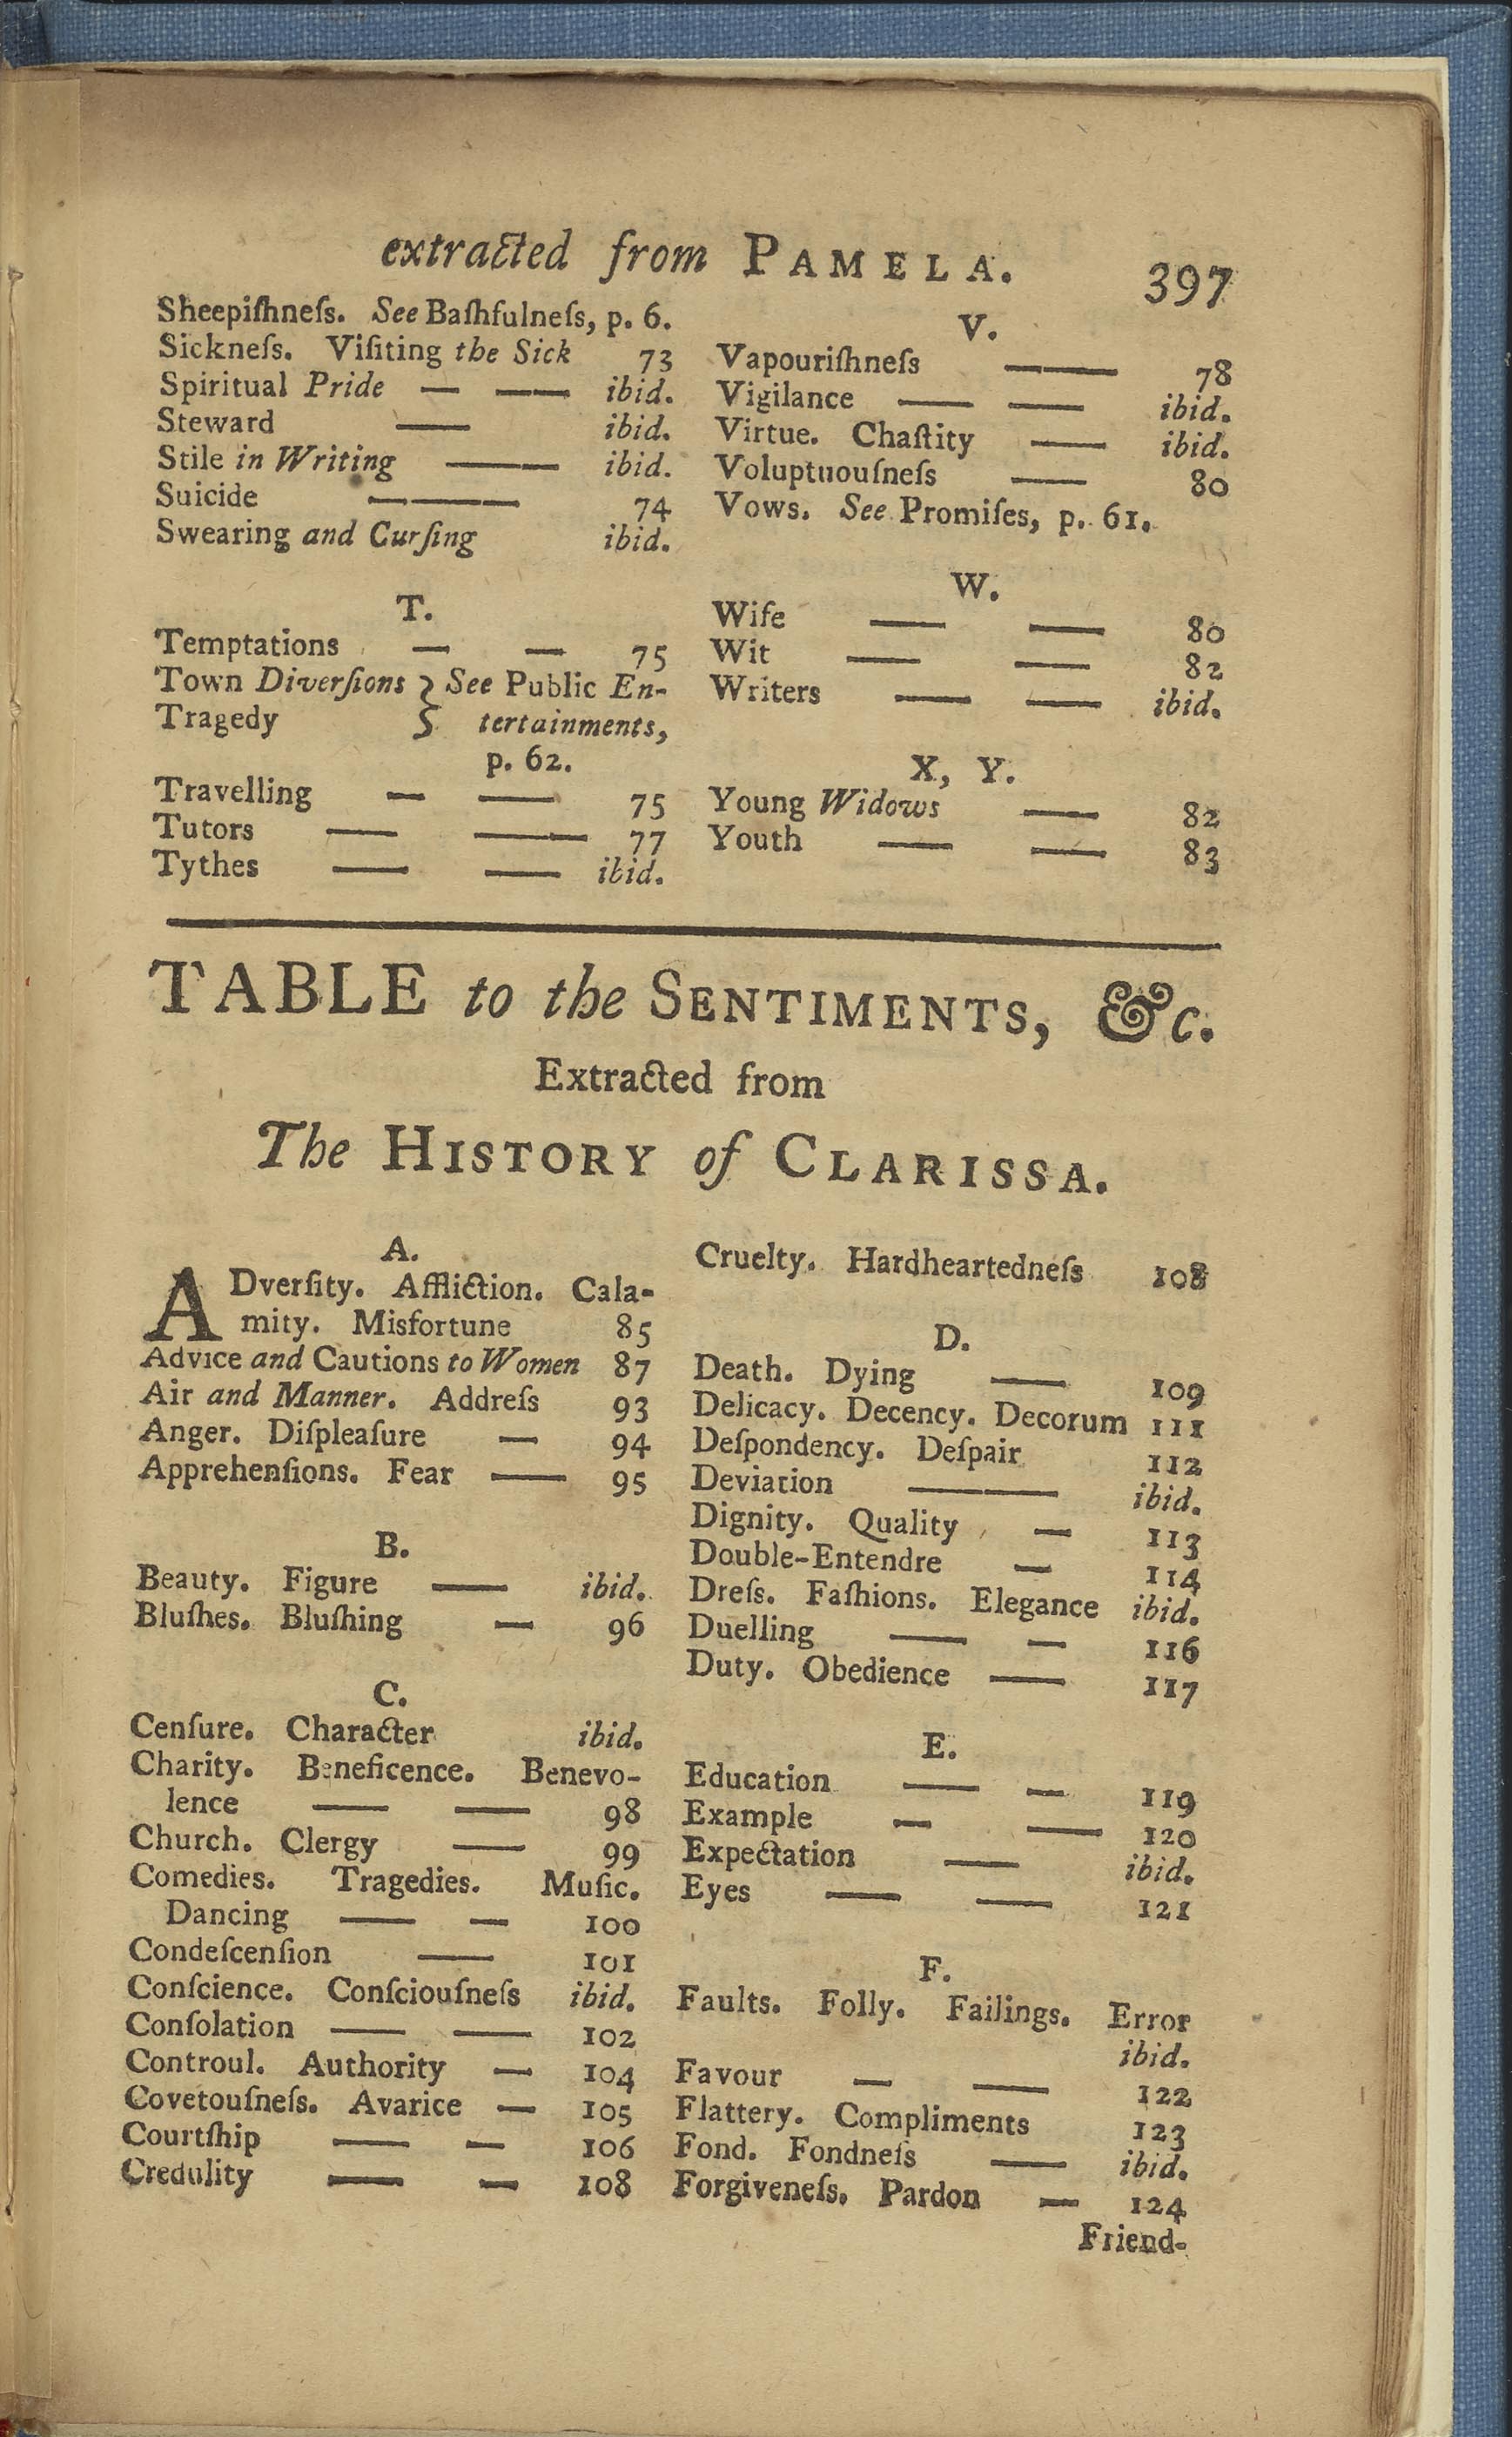 extracted from PAMELA. 397
Sheepiſhneſs. See Baſhfulneſs, p. 6.
Sickneſs. Viſiting the Sick 73
Spiritual Pride — — ibid.
Steward — ibid.
Stile in Writing — ibid.
Suicide — 74
Swearing and Curſing ibid.
T.
Temptations — — 75
Town Diverſions } See Public En-
Tragedy } tertainments,
p. 62.
Travelling — — 75
Tutors — — 77
Tythes — — ibid.
V.
Vapouriſhneſs — 78
Vigilance — — ibid.
Virtue. Chaſtity — ibid.
Voluptuouſneſs — 80
Vows. See Promiſes, p. 61.
W.
Wife — — 80
Wit — — 82
Writers — — ibid.
X, Y.
Young Widows — 82
Youth — — 83
TABLE to the SENTIMENTS, &c.
Extracted from
The HISTORY of CLARISSA.
A.
ADverſity. Affliction. Cala-
mity. Misfortune 85
Advice and Cautions to Women 87
Air and Manner. Addreſs 93
Anger. Diſpleaſure — 94
Apprehenſions. Fear — 95
B.
Beauty. Figure — ibid.
Bluſhes. Bluſhing — 96
C.
Cenſure. Character ibid.
Charity. Beneficence. Benevo-
lence — — 98
Church. Clergy — 99
Comedies. Tragedies. Muſic.
Dancing — — 100
Condeſcenſion — 101
Conſcience. Conſciouſneſs ibid.
Conſolation — — 102
Controul. Authority — 104
Covetouſneſs. Avarice — 105
Courtſhip — — 106
Credulity — — 108
Cruelty. Hardheartedneſs 108
D.
Death. Dying — 109
Delicacy. Decency. Decorum 111
Deſpondency. Deſpair 112
Deviation — ibid.
Dignity. Quality — 113
Double-Entendre — 114
Dreſs. Faſhions. Elegance ibid.
Duelling — — 116
Duty. Obedience — 117
E.
Education — — 119
Example — — 120
Expectation — ibid.
Eyes — — 121
F.
Faults. Folly. Failings. Error
ibid.
Favour — — 122
Flattery. Compliments 123
Fond. Fondneſs — ibid.
Forgiveneſs. Pardon — 124
Friend-